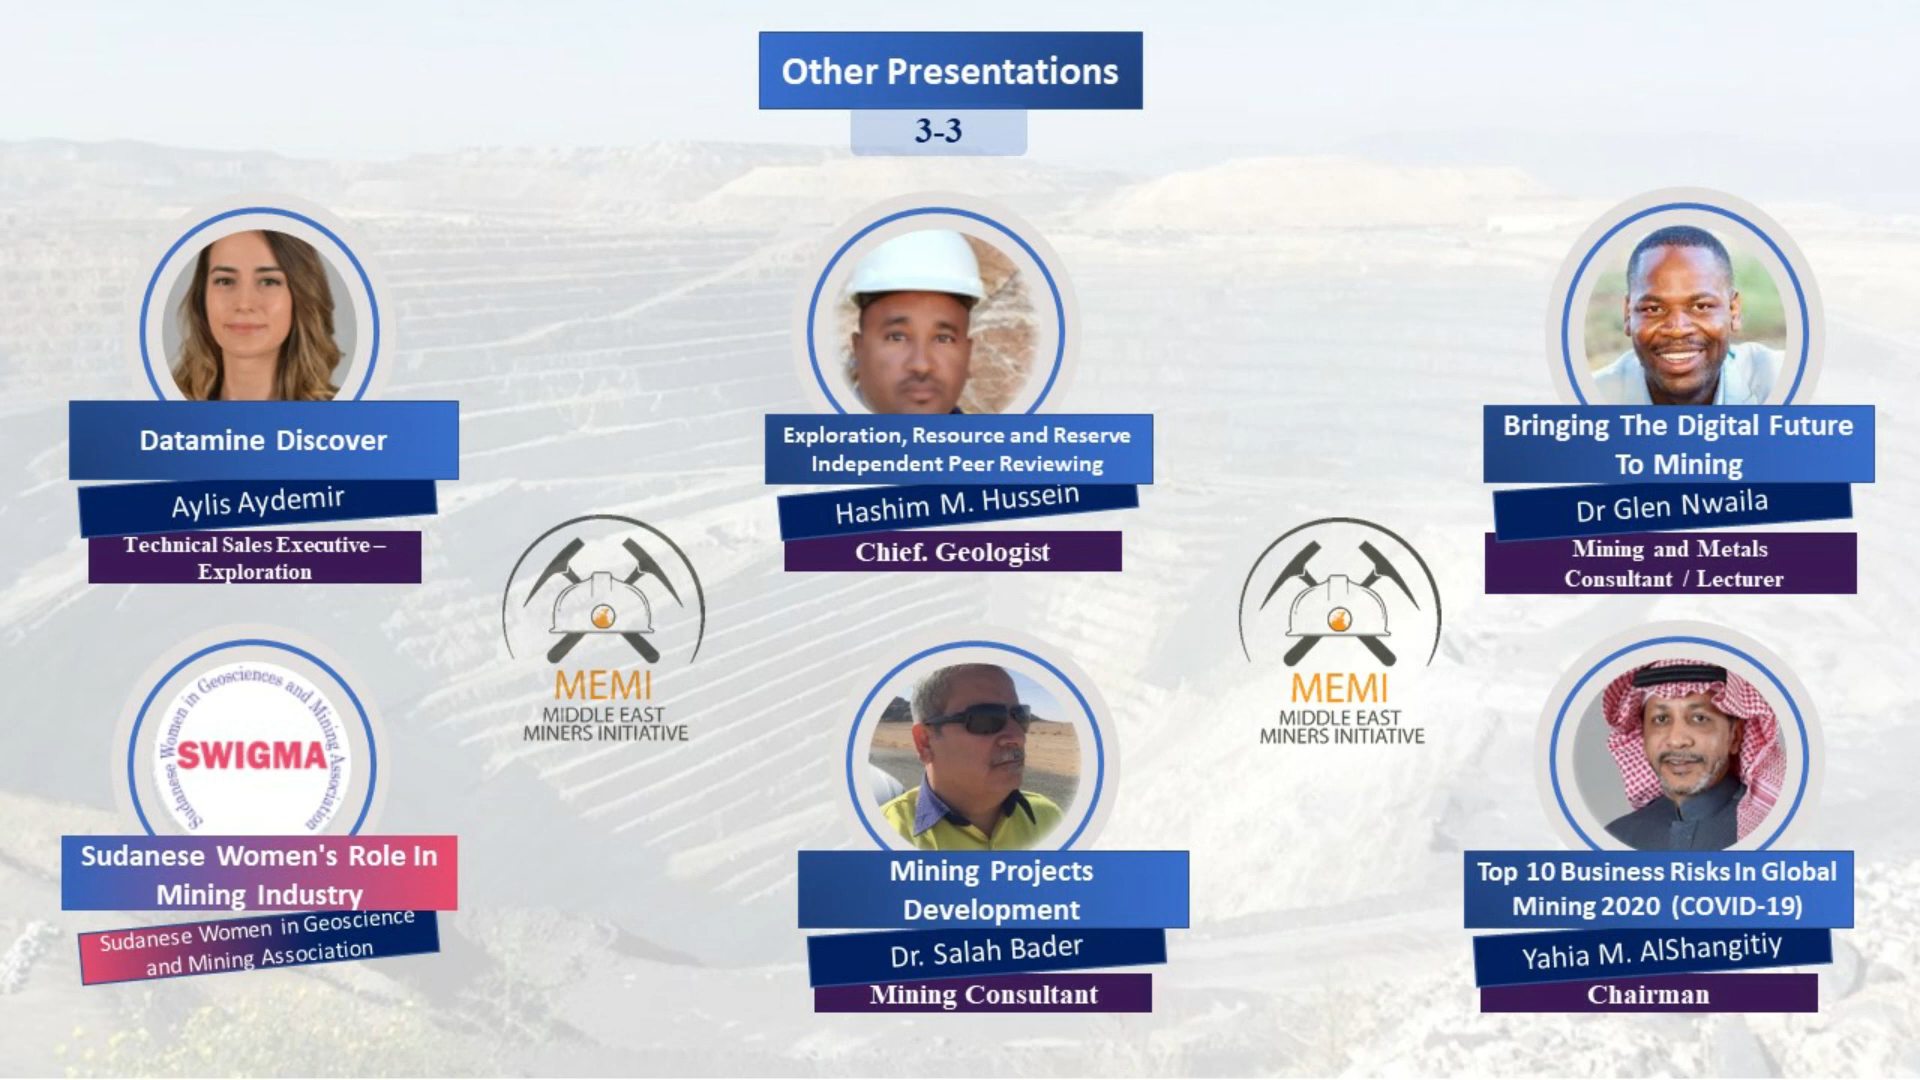 Other Presentations
3-3
Datamine Discover
Aylis Aydemir
Technical Sales Executive –
Exploration
Exploration, Resource and Reserve
Independent Peer Reviewing
Hashim M. Hussein
Chief. Geologist
Bringing The Digital Future
To Mining
Dr Glen Nwaila
Mining and Metals
Consultant / Lecturer
MEMI
MIDDLE EAST
MINERS INITIATIVE
MEMI
MIDDLE EAST
MINERS INITIATIVE
Sudanese Women in Geosciences and Mining Association
SWIGMA
Sudanese Women's Role In
Mining Industry
Sudanese Women in Geoscience
and Mining Association
Mining Projects
Development
Dr. Salah Bader
Mining Consultant
Top 10 Business Risks In Global
Mining 2020 (COVID-19)
Yahia M. AlShangitiy
Chairman